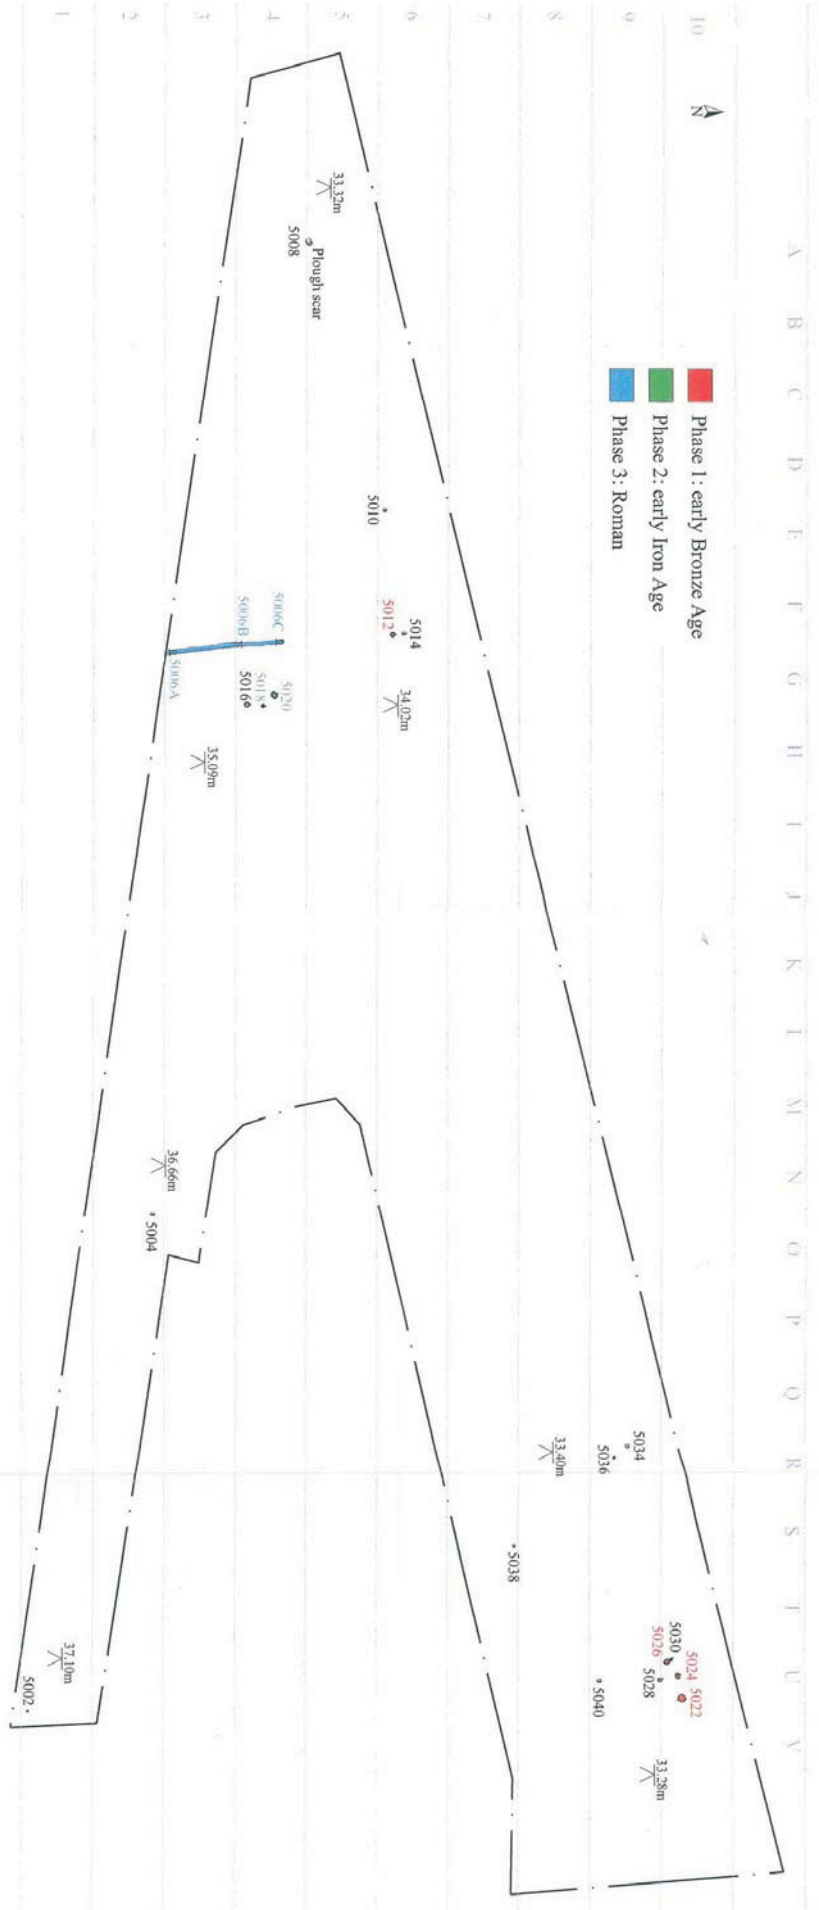 10
9
8
7
6
5
4
3
2
1
N
A
B
C
D
E
F
G
H
I
J
K
L
M
N
O
P
Q
R
S
T
U
V
Phase 1: early Bronze Age
Phase 2: early Iron Age
Phase 3: Roman
33.32m
Plough scar
5008
5010
5014
5012
5006C
5006B
5006A
5020
5018
5016
34.02m
35.09m
36.66m
5004
5034
5036
33.40m
5038
5024
5022
5030
5026
5028
5040
33.28m
37.10m
5002